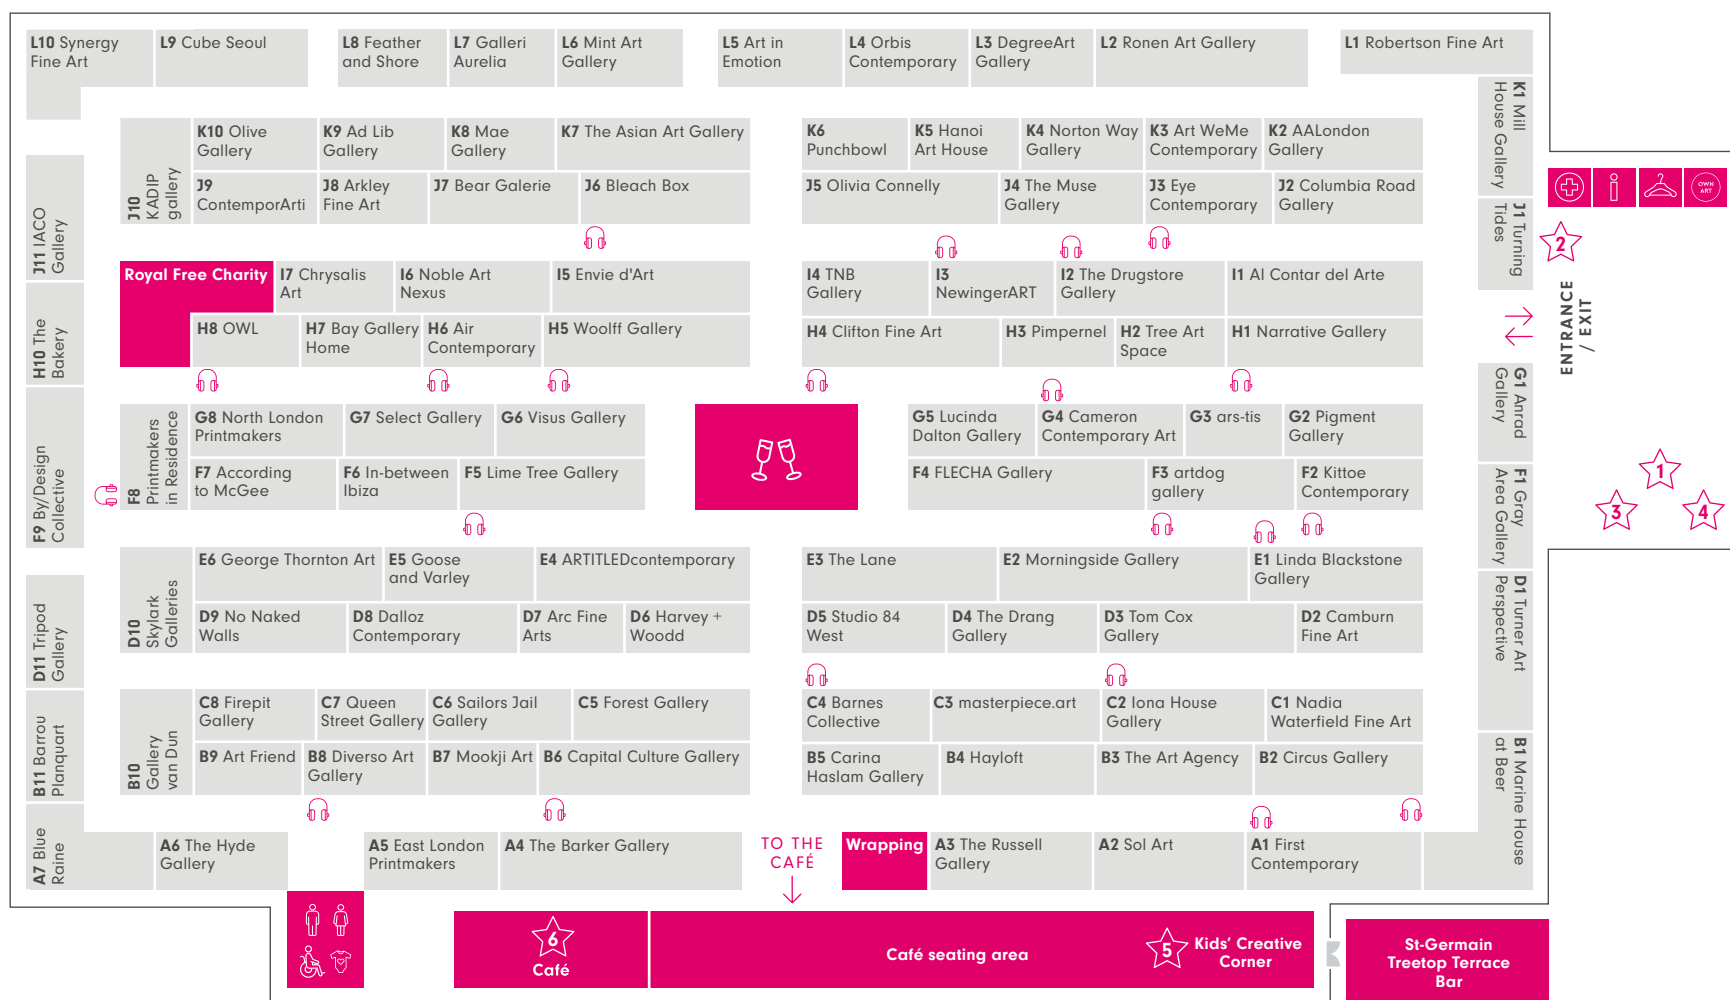 L10 Synergy
Fine Art
L9 Cube Seoul
L8 Feather
and Shore
L7 Galleri
Aurelia
L6 Mint Art
Gallery
L5 Art in
Emotion
L4 Orbis
Contemporary
L3 DegreeArt
Gallery
L2 Ronen Art Gallery
L1 Robertson Fine Art
K1 Mill
House Gallery
J1 Turning
Tides
J10
KADIP
gallery
K10 Olive
Gallery
K9 Ad Lib
Gallery
K8 Mae
Gallery
K7 The Asian Art Gallery
J9
ContemporArti
J8 Arkley
Fine Art
J7 Bear Galerie
J6 Bleach Box
K6
Punchbowl
K5 Hanoi
Art House
K4 Norton Way
Gallery
K3 Art WeMe
Contemporary
K2 AALondon
Gallery
J5 Olivia Connelly
J4 The Muse
Gallery
J3 Eye
Contemporary
J2 Columbia Road
Gallery
OWN
ART
2
ENTRANCE
/ EXIT
J11 IACO
Gallery
H10 The
Bakery
F9 By/Design
Collective
Royal Free Charity
I7 Chrysalis
Art
I6 Noble Art
Nexus
I5 Envie d'Art
H8 OWL
H7 Bay Gallery
Home
H6 Air
Contemporary
H5 Woolff Gallery
I4 TNB
Gallery
I3
NewingerART
I2 The Drugstore
Gallery
I1 Al Contar del Arte
H4 Clifton Fine Art
H3 Pimpernel
H2 Tree Art
Space
H1 Narrative Gallery
G1 Anrad
Gallery
F1 Gray
Area Gallery
1
3
4
F8
Printmakers
in Residence
G8 North London
Printmakers
G7 Select Gallery
G6 Visus Gallery
F7 According
to McGee
F6 In-between
Ibiza
F5 Lime Tree Gallery
G5 Lucinda
Dalton Gallery
G4 Cameron
Contemporary Art
G3 ars-tis
G2 Pigment
Gallery
F4 FLECHA Gallery
F3 artdog
gallery
F2 Kittoe
Contemporary
D11 Tripod
Gallery
B11 Barrou
Planquart
A7 Blue
Raine
D10
Skylark
Galleries
E6 George Thornton Art
E5 Goose
and Varley
E4 ARTITLEDcontemporary
D9 No Naked
Walls
D8 Dalloz
Contemporary
D7 Arc Fine
Arts
D6 Harvey +
Woodd
E3 The Lane
E2 Morningside Gallery
E1 Linda Blackstone
Gallery
D5 Studio 84
West
D4 The Drang
Gallery
D3 Tom Cox
Gallery
D2 Camburn
Fine Art
D1 Turner Art
Perspective
B1 Marine House
at Beer
B10
Gallery
van Dun
C8 Firepit
Gallery
C7 Queen
Street Gallery
C6 Sailors Jail
Gallery
C5 Forest Gallery
B9 Art Friend
B8 Diverso Art
Gallery
B7 Mookji Art
B6 Capital Culture Gallery
C4 Barnes
Collective
C3 masterpiece.art
C2 Iona House
Gallery
C1 Nadia
Waterfield Fine Art
B5 Carina
Haslam Gallery
B4 Hayloft
B3 The Art Agency
B2 Circus Gallery
A6 The Hyde
Gallery
A5 East London
Printmakers
A4 The Barker Gallery
TO THE
CAFÉ
Wrapping
A3 The Russell
Gallery
A2 Sol Art
A1 First
Contemporary
6
Café
Café seating area
5
Kids' Creative
Corner
St-Germain
Treetop Terrace
Bar